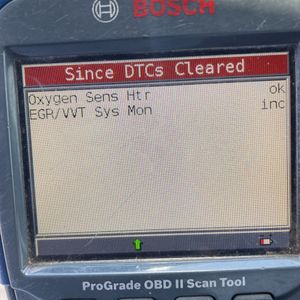 BOSCH
Since DTCs Cleared
Oxygen Sens Htr ok
EGR/VVT Sys Mon inc
ProGrade OBD II Scan Tool